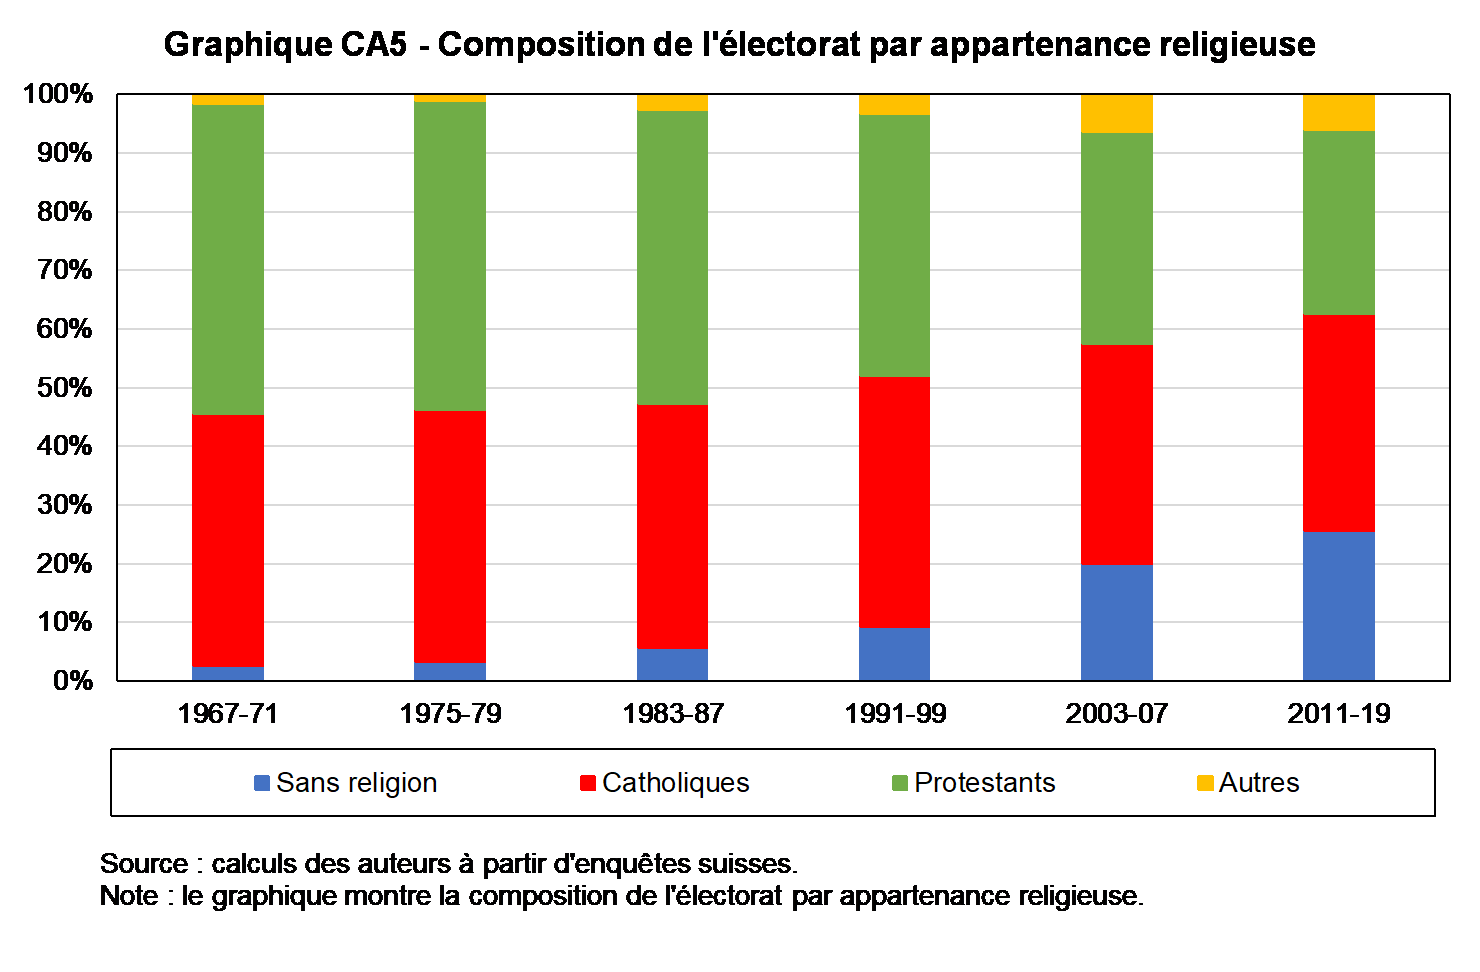 Graphique CA5 - Composition de l'électorat par appartenance religieuse
100%
90%
80%
70%
60%
50%
40%
30%
20%
10%
0%
1967-71 1975-79 1983-87 1991-99 2003-07 2011-19
Sans religion Catholiques Protestants Autres
Source : calculs des auteurs à partir d'enquêtes suisses.
Note : le graphique montre la composition de l'électorat par appartenance religieuse.